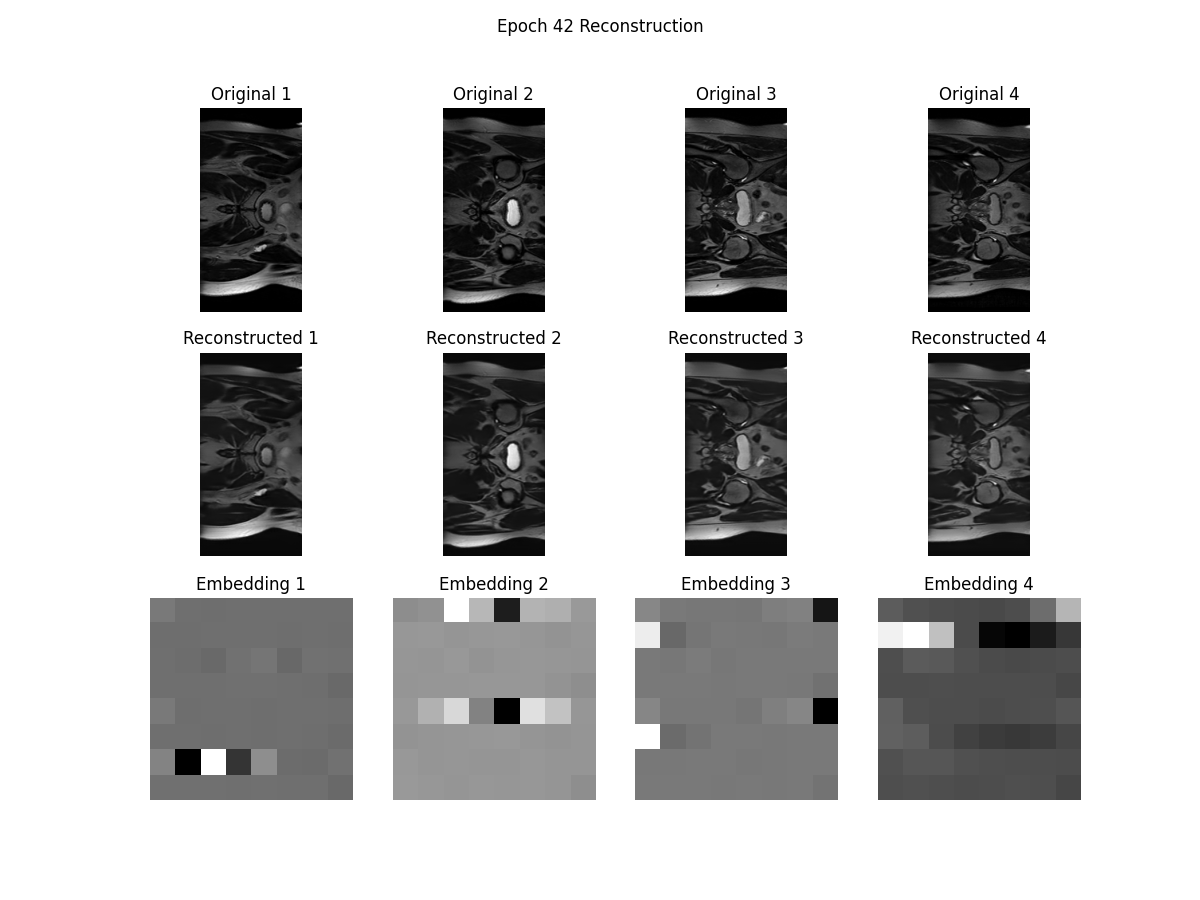 Epoch 42 Reconstruction
Original 1 Original 2 Original 3 Original 4
Reconstructed 1 Reconstructed 2 Reconstructed 3 Reconstructed 4
Embedding 1 Embedding 2 Embedding 3 Embedding 4